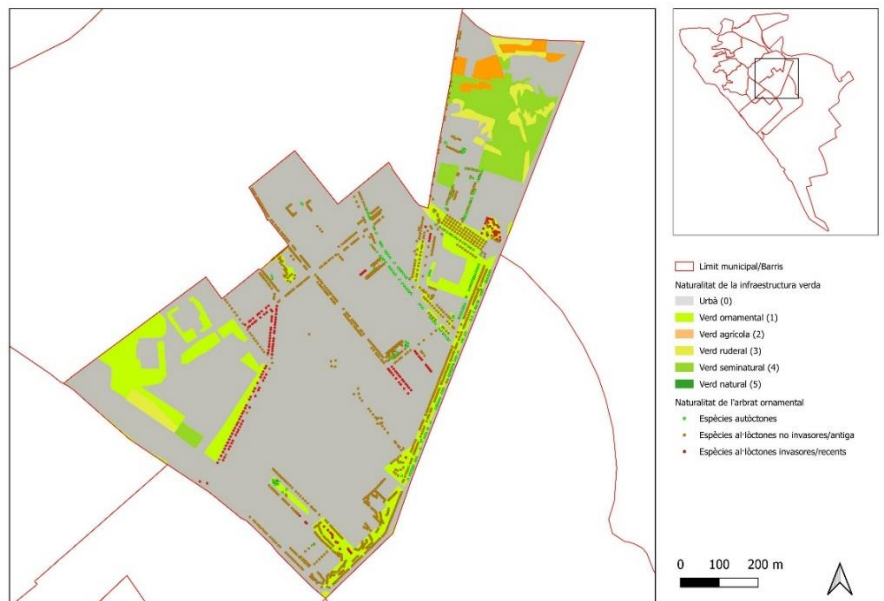 Límit municipal/Barris
Naturalitat de la infraestructura verda
Urbà (0)
Verd ornamental (1)
Verd agrícola (2)
Verd ruderal (3)
Verd seminatural (4)
Verd natural (5)
Naturalitat de l'arbrat ornamental
Espècies autòctones
Espècies al·lòctones no invasores/antiga
Espècies al·lòctones invasores/recents
0 100 200 m